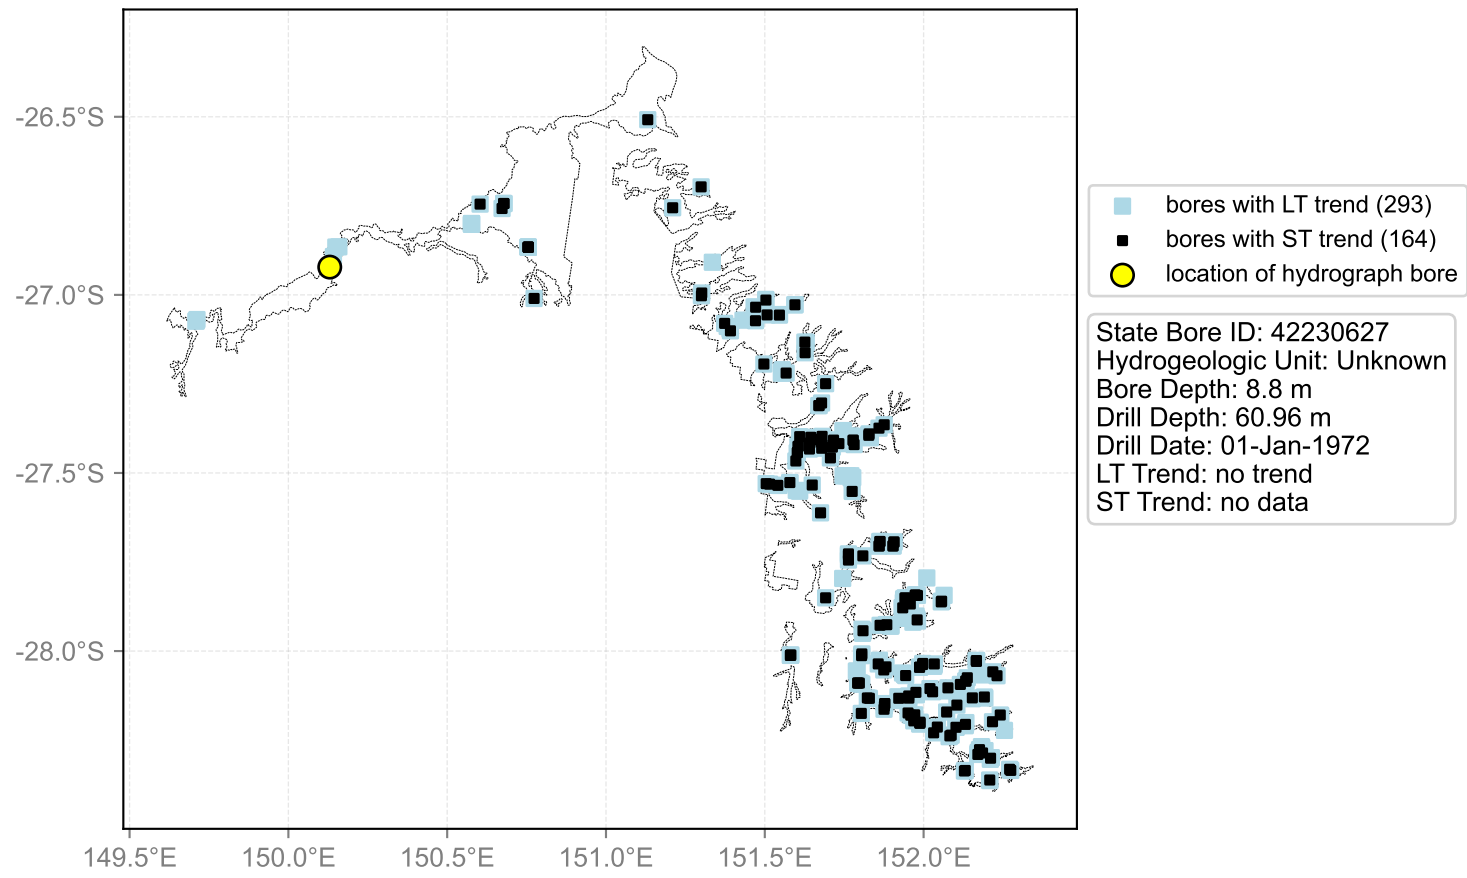 -26.5°S
-27.0°S
-27.5°S
-28.0°S
149.5°E 150.0°E 150.5°E 151.0°E 151.5°E 152.0°E
bores with LT trend (293)
bores with ST trend (164)
location of hydrograph bore
State Bore ID: 42230627
Hydrogeologic Unit: Unknown
Bore Depth: 8.8 m
Drill Depth: 60.96 m
Drill Date: 01-Jan-1972
LT Trend: no trend
ST Trend: no data